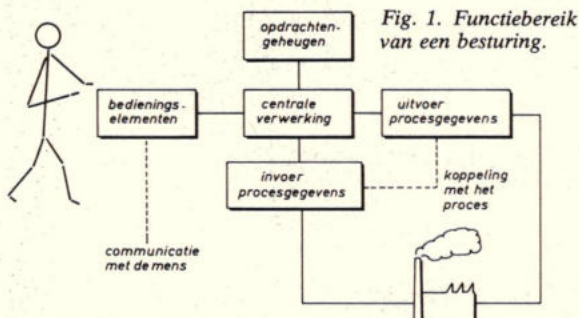 Fig. 1. Functiebereik
van een besturing.
opdrachten-
geheugen
bedienings-
elementen
centrale
verwerking
uitvoer
procesgegevens
invoer
procesgegevens
koppeling
met het
proces
communicatie
met de mens